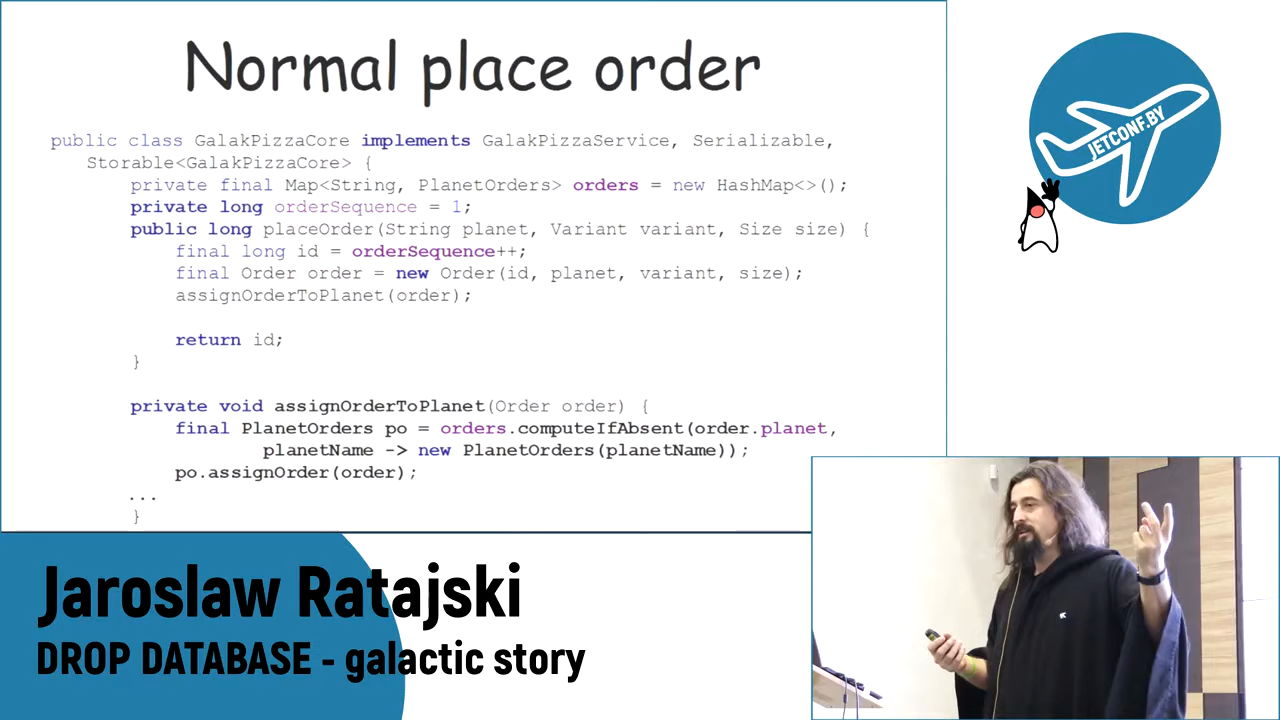 Normal place order
public class GalakPizzaCore implements GalakPizzaService, Serializable,
Storable<GalakPizzaCore> {
private final Map<String, PlanetOrders> orders = new HashMap<>();
private long orderSequence = 1;
public long placeOrder(String planet, Variant variant, Size size) {
final long id = orderSequence++;
final Order order = new Order(id, planet, variant, size);
assignOrderToPlanet(order);
return id;
}
private void assignOrderToPlanet(Order order) {
final PlanetOrders po = orders.computeIfAbsent(order.planet,
planetName -> new PlanetOrders(planetName));
po.assignOrder(order);
...
}
JETCONF.BY
Jaroslaw Ratajski
DROP DATABASE - galactic story